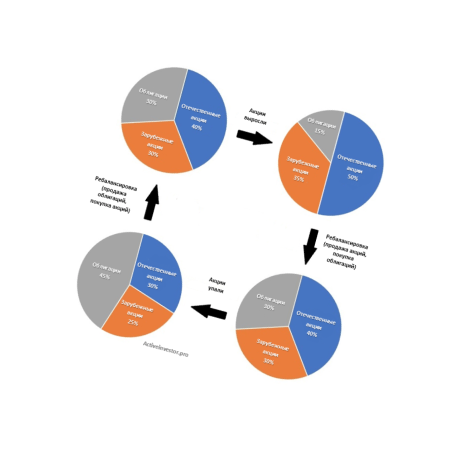 Облигации
30%
Отечественные
акции
40%
Зарубежные
акции
30%
Акции
выросли
Облигации
15%
Отечественные
акции
50%
Зарубежные
акции
35%
Ребалансировка
(продажа акций,
покупка
облигаций)
Облигации
30%
Отечественные
акции
40%
Зарубежные
акции
30%
Акции
упали
Облигации
45%
Отечественные
акции
30%
Зарубежные
акции
25%
Ребалансировка
(продажа
облигаций,
покупка акций)
ActiveInvestor.pro